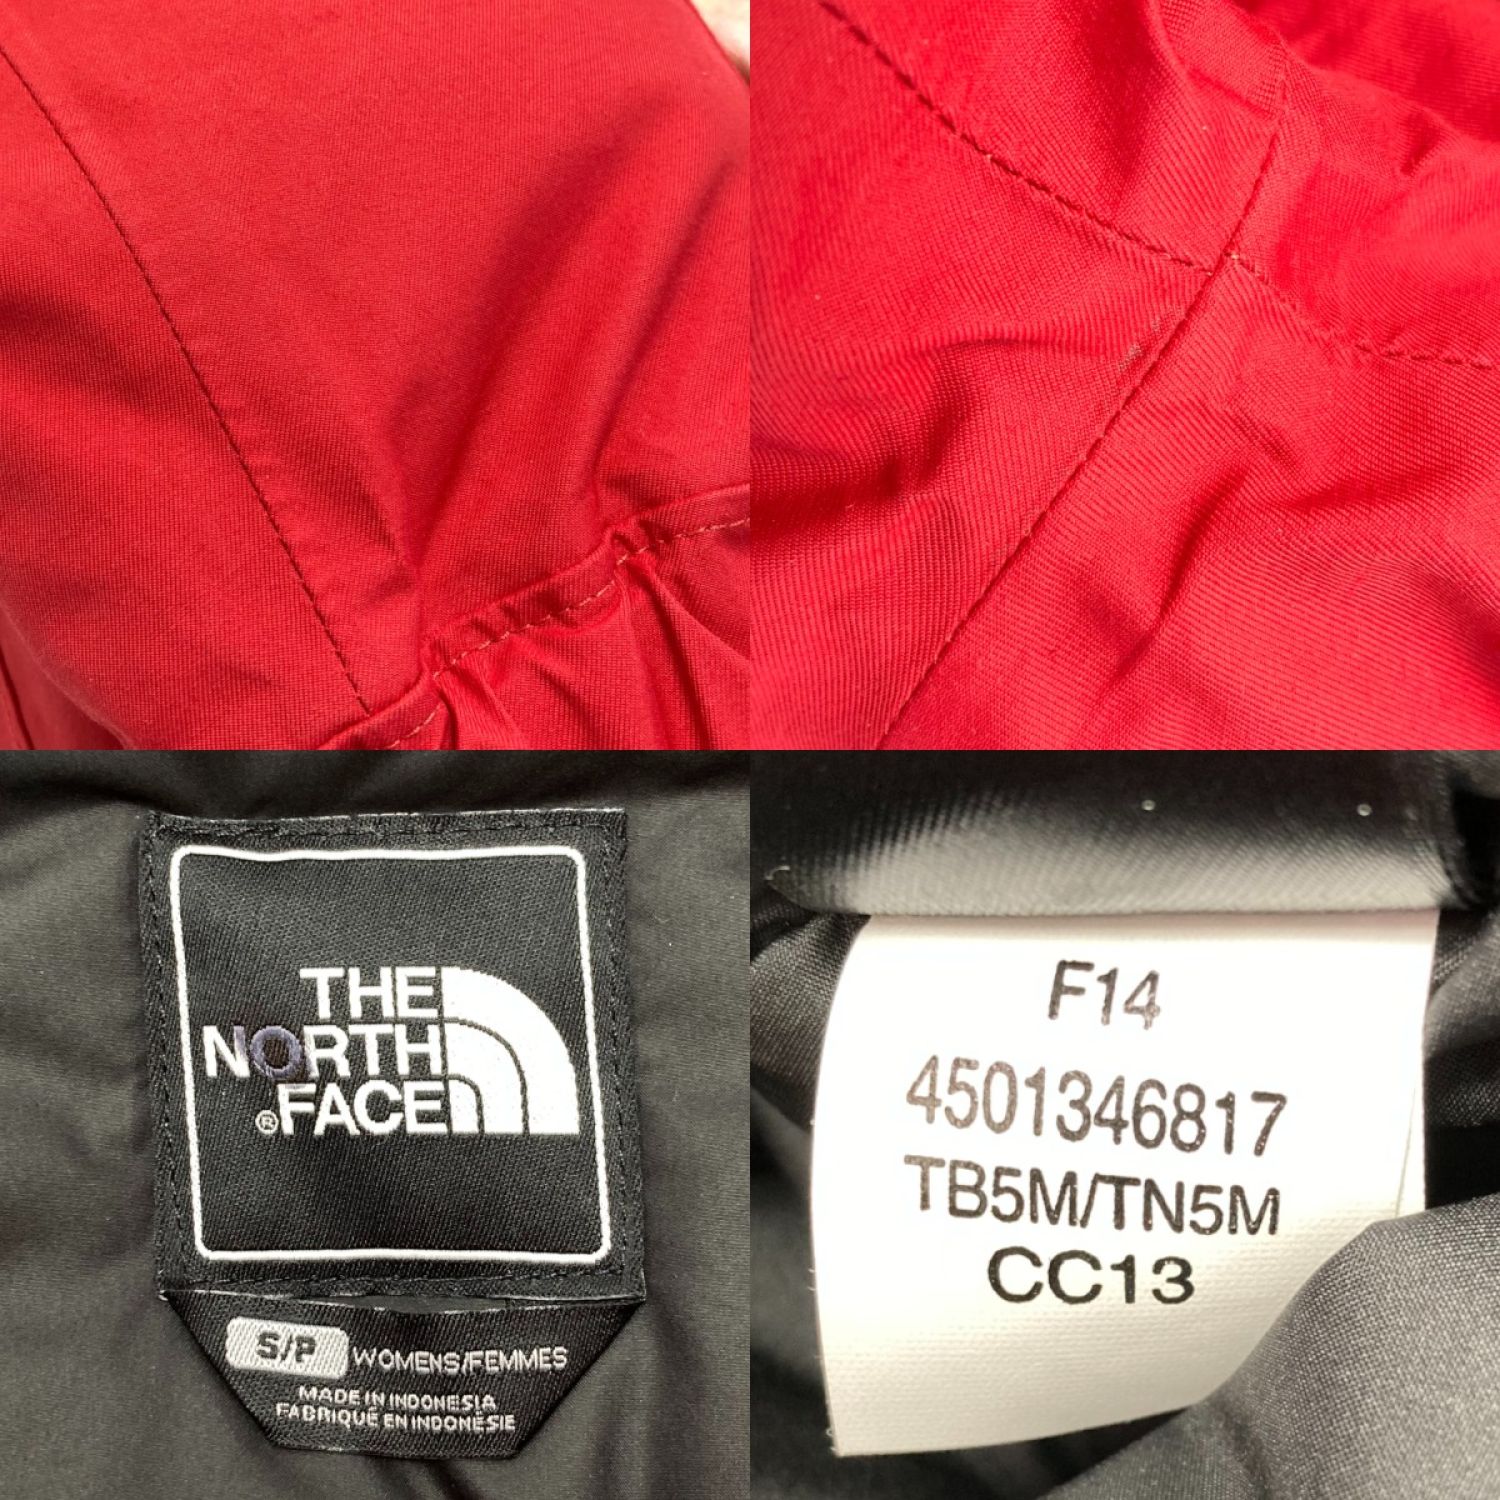 THE
NORTH
®FACE
S/P WOMENS/FEMMES
MADE IN INDONESIA
FABRIQUÉ EN INDONÉSIE
F14
4501346817
TB5M/TN5M
CC13